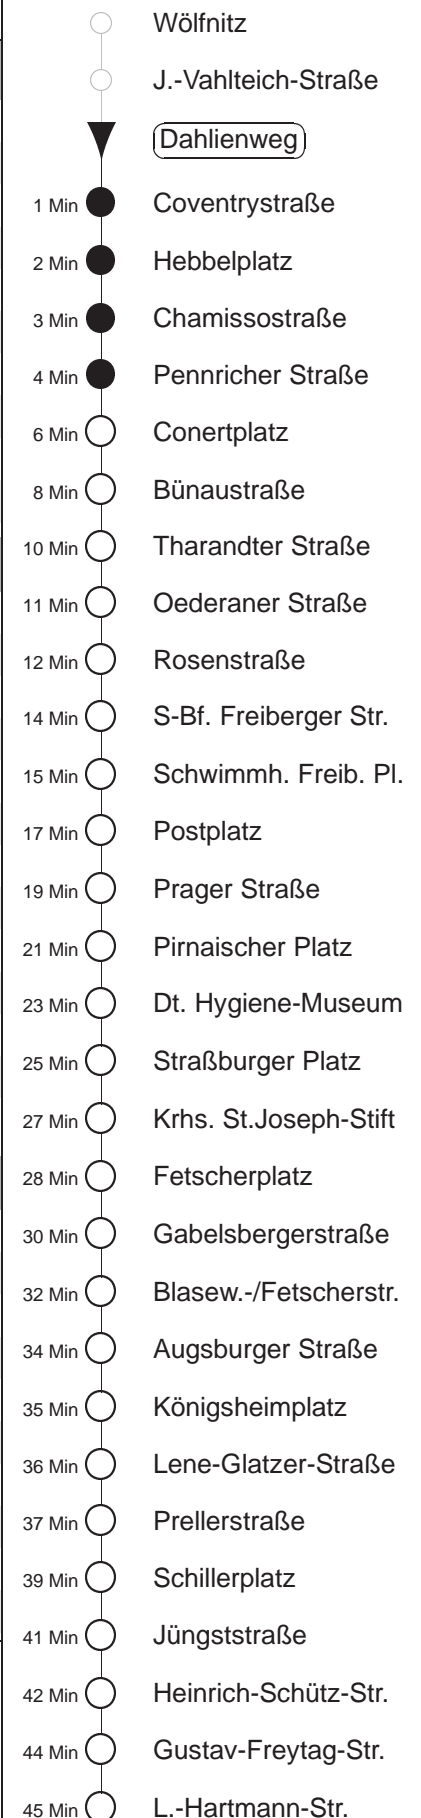 Wölfnitz
J.-Vahlteich-Straße
Dahlienweg
1 Min Coventrystraße
2 Min Hebbelplatz
3 Min Chamissostraße
4 Min Pennricher Straße
6 Min Conertplatz
8 Min Bünaustraße
10 Min Tharandter Straße
11 Min Oederaner Straße
12 Min Rosenstraße
14 Min S-Bf. Freiberger Str.
15 Min Schwimmh. Freib. Pl.
17 Min Postplatz
19 Min Prager Straße
21 Min Pirnaischer Platz
23 Min Dt. Hygiene-Museum
25 Min Straßburger Platz
27 Min Krhs. St.Joseph-Stift
28 Min Fetscherplatz
30 Min Gabelsbergerstraße
32 Min Blasew.-/Fetscherstr.
34 Min Augsburger Straße
35 Min Königsheimplatz
36 Min Lene-Glatzer-Straße
37 Min Prellerstraße
39 Min Schillerplatz
41 Min Jüngststraße
42 Min Heinrich-Schütz-Str.
44 Min Gustav-Freytag-Str.
45 Min L.-Hartmann-Str.